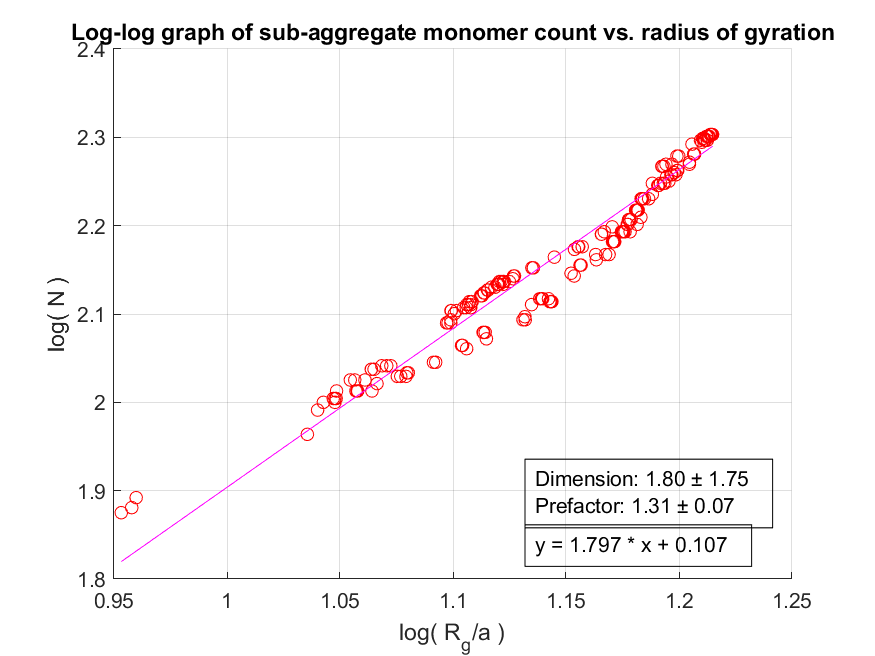 Log-log graph of sub-aggregate monomer count vs. radius of gyration
2.4
2.3
2.2
2.1
2
1.9
1.8
log( N )
Dimension: 1.80 ± 1.75
Prefactor: 1.31 ± 0.07
y = 1.797 * x + 0.107
0.95 1 1.05 1.1 1.15 1.2 1.25
log( R_g/a )